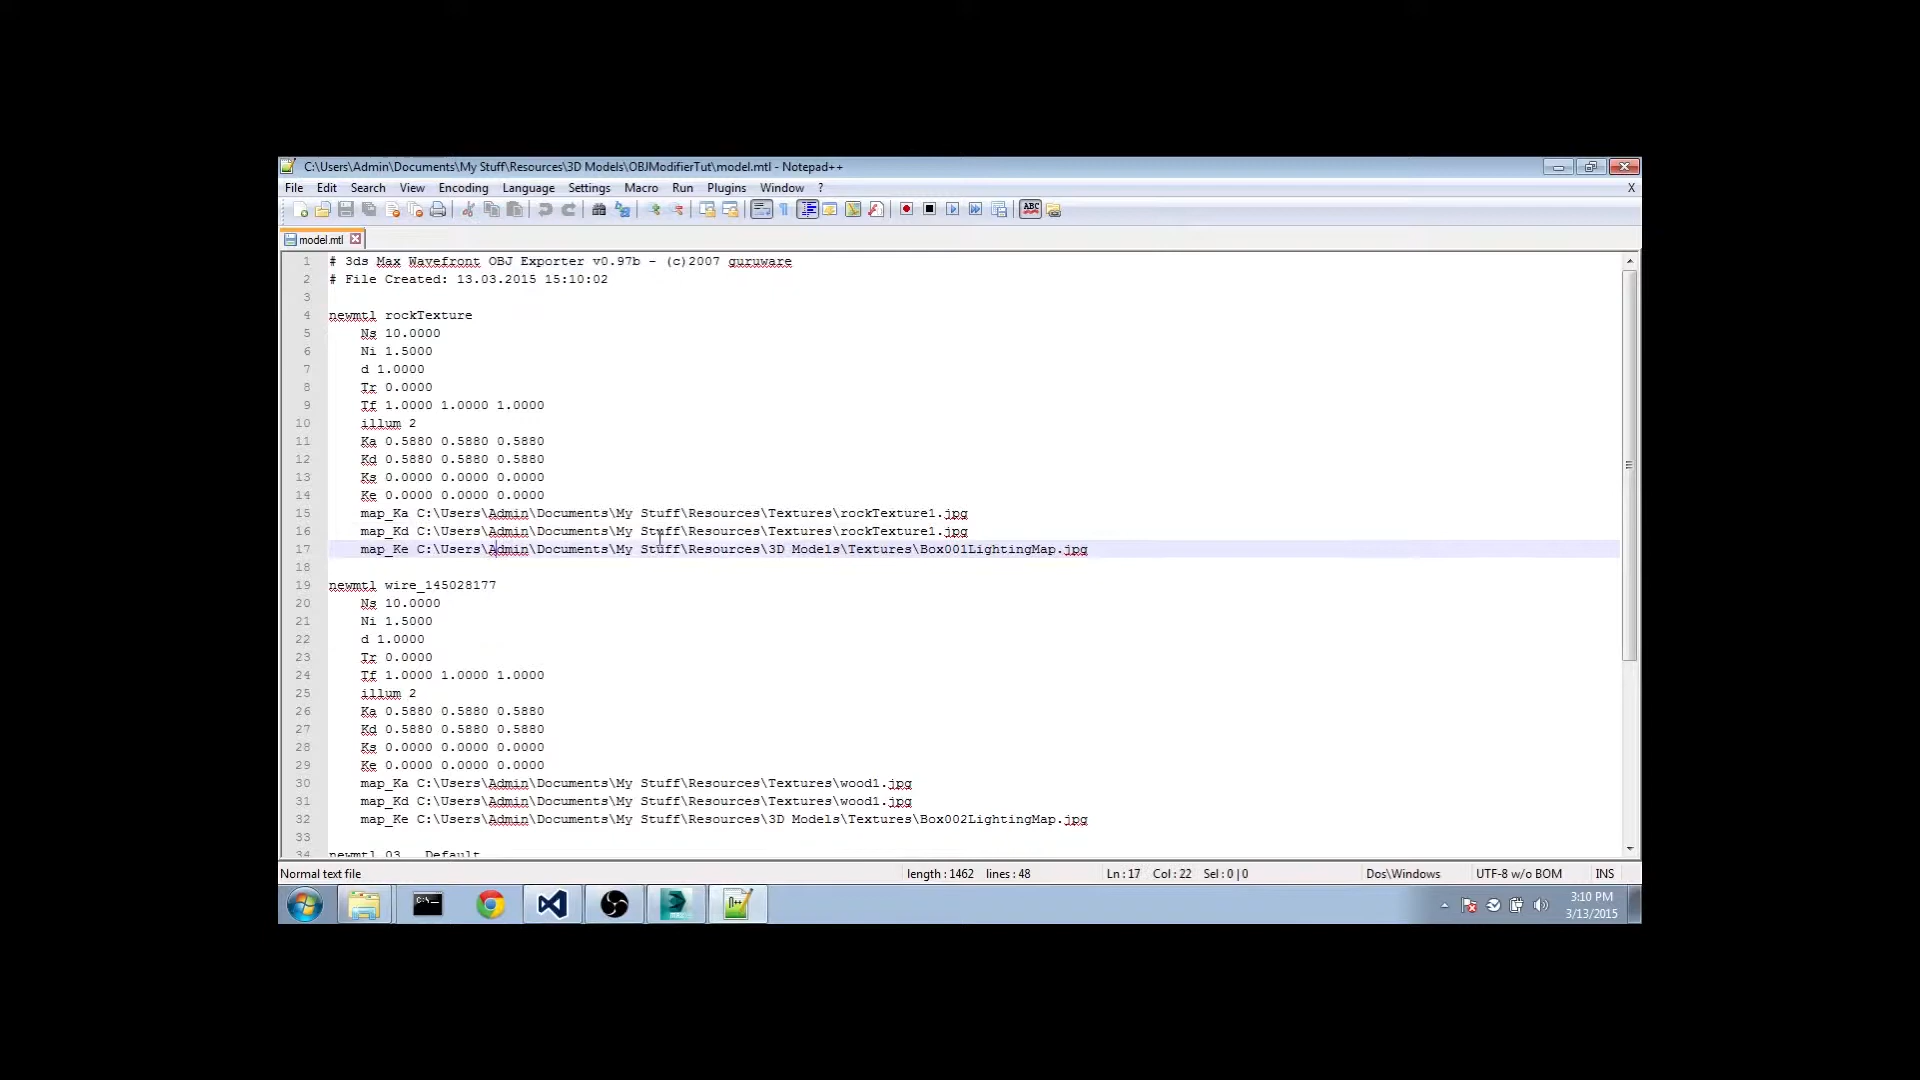 C:\Users\Admin\Documents\My Stuff\Resources\3D Models\OBJModifierTut\model.mtl - Notepad++
File Edit Search View Encoding Language Settings Macro Run Plugins Window ? X
ABC
model.mtl
1 # 3ds Max Wavefront OBJ Exporter v0.97b - (c)2007 guruware
2 # File Created: 13.03.2015 15:10:02
3
4 newmtl rockTexture
5 Ns 10.0000
6 Ni 1.5000
7 d 1.0000
8 Tr 0.0000
9 Tf 1.0000 1.0000 1.0000
10 illum 2
11 Ka 0.5880 0.5880 0.5880
12 Kd 0.5880 0.5880 0.5880
13 Ks 0.0000 0.0000 0.0000
14 Ke 0.0000 0.0000 0.0000
15 map_Ka C:\Users\Admin\Documents\My Stuff\Resources\Textures\rockTexture1.jpg
16 map_Kd C:\Users\Admin\Documents\My Stuff\Resources\Textures\rockTexture1.jpg
17 map_Ke C:\Users\Admin\Documents\My Stuff\Resources\3D Models\Textures\Box001LightingMap.jpg
18
19 newmtl wire_145028177
20 Ns 10.0000
21 Ni 1.5000
22 d 1.0000
23 Tr 0.0000
24 Tf 1.0000 1.0000 1.0000
25 illum 2
26 Ka 0.5880 0.5880 0.5880
27 Kd 0.5880 0.5880 0.5880
28 Ks 0.0000 0.0000 0.0000
29 Ke 0.0000 0.0000 0.0000
30 map_Ka C:\Users\Admin\Documents\My Stuff\Resources\Textures\wood1.jpg
31 map_Kd C:\Users\Admin\Documents\My Stuff\Resources\Textures\wood1.jpg
32 map_Ke C:\Users\Admin\Documents\My Stuff\Resources\3D Models\Textures\Box002LightingMap.jpg
33
34 newmtl 03 Default
Normal text file length : 1462 lines : 48 Ln : 17 Col : 22 Sel : 0 | 0 Dos\Windows UTF-8 w/o BOM INS
3:10 PM
3/13/2015